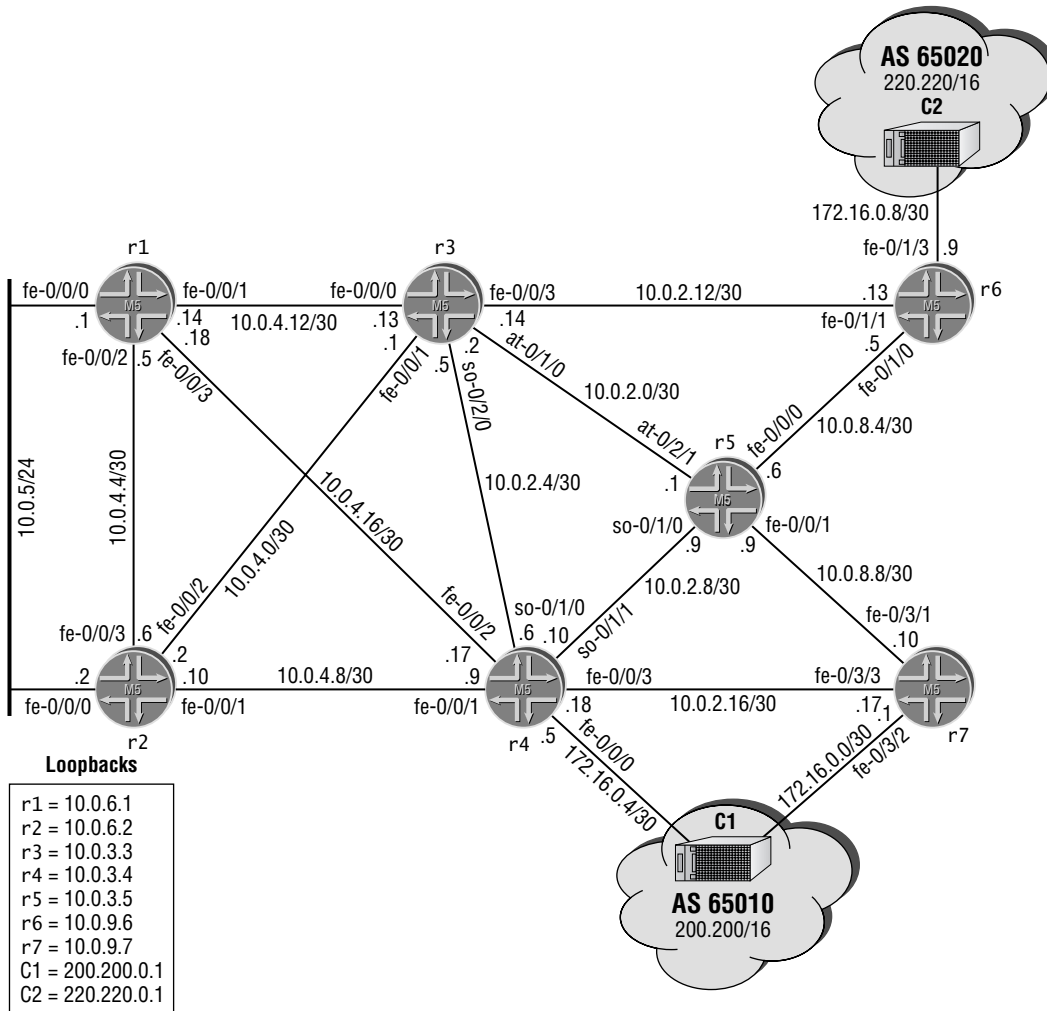 AS 65020
220.220/16
C2
172.16.0.8/30
fe-0/1/3 .9
r1
r3
r6
fe-0/0/0
fe-0/0/1
fe-0/0/0
fe-0/0/3
10.0.2.12/30
.13
M5
M5
M5
.1
.14
10.0.4.12/30
.13
.14
fe-0/1/1
.18
.1
.2
.5
fe-0/0/2 .5
fe-0/0/3
fe-0/0/1
.5
so-0/2/0
at-0/1/0
10.0.2.0/30
at-0/2/1
fe-0/1/0
10.0.8.4/30
fe-0/0/0
r5
10.0.5/24
10.0.4.4/30
10.0.4.16/30
10.0.2.4/30
.1
.6
M5
10.0.4.0/30
so-0/1/0
fe-0/0/1
.9
.9
10.0.2.8/30
10.0.8.8/30
fe-0/0/2
fe-0/0/2
so-0/1/0
so-0/1/1
fe-0/3/1
fe-0/0/3 .6
.6 .10
.10
.2
.17
.2
.10
10.0.4.8/30
.9
fe-0/0/3
fe-0/3/3
M5
M5
M5
fe-0/0/0
fe-0/0/1
fe-0/0/1
.18
10.0.2.16/30
.17
.1
r2
r4
.5
fe-0/0/0
172.16.0.4/30
172.16.0.0/30
fe-0/3/2
r7
Loopbacks
r1 = 10.0.6.1
r2 = 10.0.6.2
r3 = 10.0.3.3
r4 = 10.0.3.4
r5 = 10.0.3.5
r6 = 10.0.9.6
r7 = 10.0.9.7
C1 = 200.200.0.1
C2 = 220.220.0.1
C1
AS 65010
200.200/16